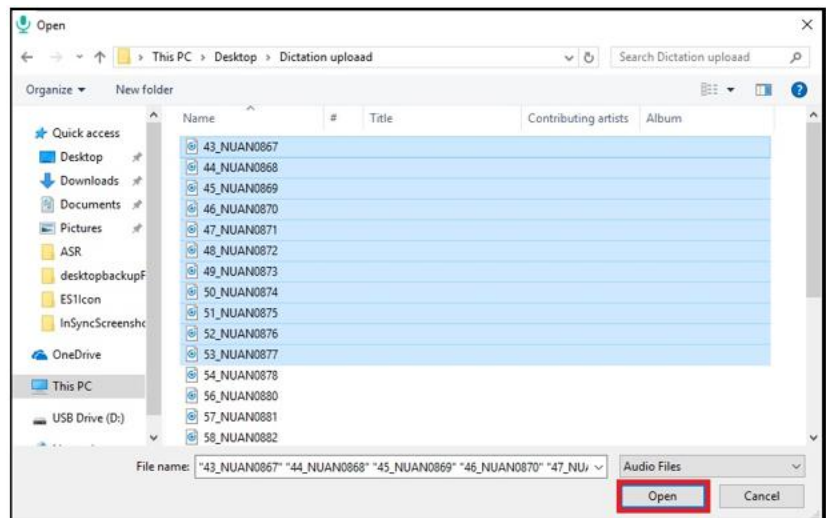 Open
This PC > Desktop > Dictation uploaad
Search Dictation uploaad
Organize
New folder
Name # Title Contributing artists Album
Quick access
Desktop
Downloads
Documents
Pictures
ASR
desktopbackupF
ES1Icon
InSyncScreensho
OneDrive
This PC
USB Drive (D:)
43_NUAN0867
44_NUAN0868
45_NUAN0869
46_NUAN0870
47_NUAN0871
48_NUAN0872
49_NUAN0873
50_NUAN0874
51_NUAN0875
52_NUAN0876
53_NUAN0877
54_NUAN0878
56_NUAN0880
57_NUAN0881
58_NUAN0882
File name: "43_NUAN0867" "44_NUAN0868" "45_NUAN0869" "46_NUAN0870" "47_NU
Audio Files
Open Cancel